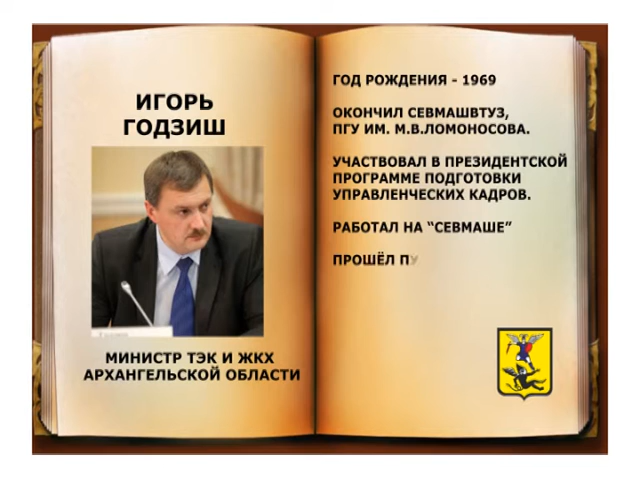 ИГОРЬ
ГОДЗИШ
МИНИСТР ТЭК И ЖКХ
АРХАНГЕЛЬСКОЙ ОБЛАСТИ
ГОД РОЖДЕНИЯ - 1969
ОКОНЧИЛ СЕВМАШВТУЗ,
ПГУ ИМ. М.В.ЛОМОНОСОВА.
УЧАСТВОВАЛ В ПРЕЗИДЕНТСКОЙ
ПРОГРАММЕ ПОДГОТОВКИ
УПРАВЛЕНЧЕСКИХ КАДРОВ.
РАБОТАЛ НА “СЕВМАШЕ”
ПРОШЁЛ ПУ